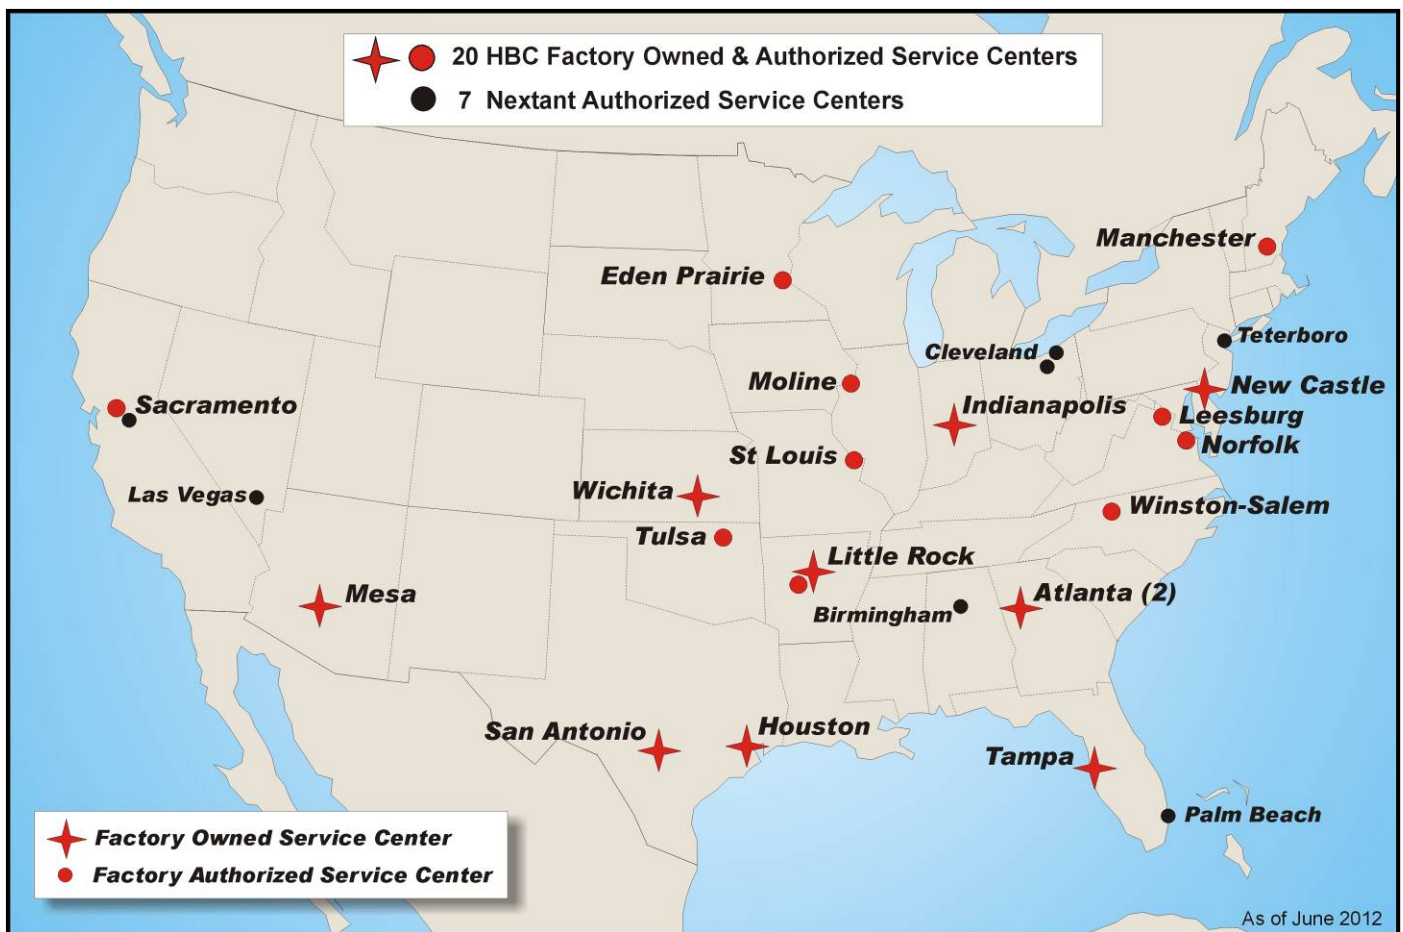 20 HBC Factory Owned & Authorized Service Centers
7 Nextant Authorized Service Centers
Manchester
Eden Prairie
Teterboro
Cleveland
Moline
New Castle
Sacramento
Indianapolis
Leesburg
Norfolk
St Louis
Las Vegas
Wichita
Winston-Salem
Tulsa
Little Rock
Mesa
Atlanta (2)
Birmingham
San Antonio
Houston
Tampa
Palm Beach
Factory Owned Service Center
Factory Authorized Service Center
As of June 2012